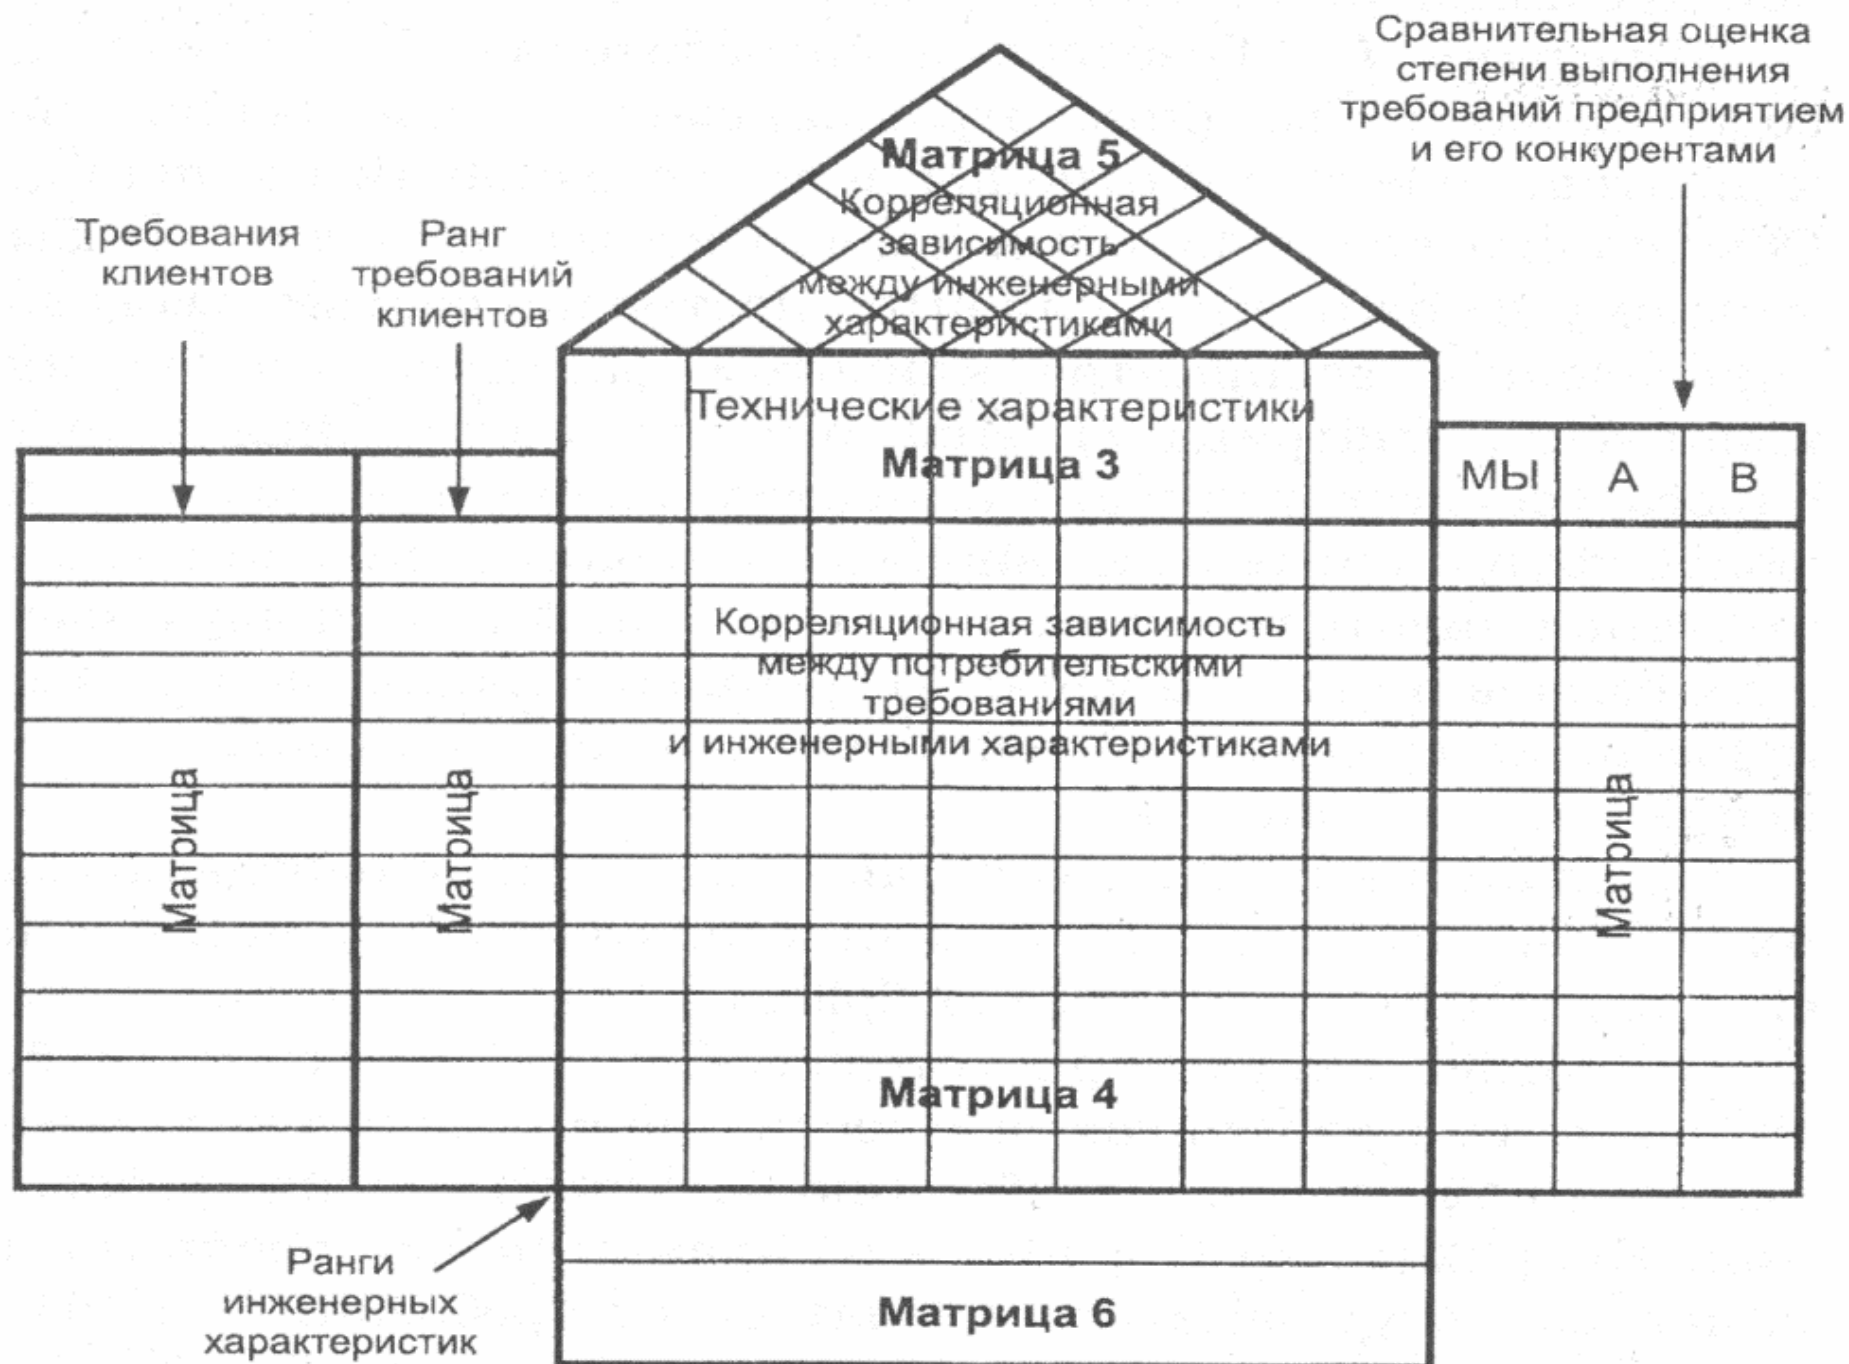 Сравнительная оценка
степени выполнения
требований предприятием
и его конкурентами
Требования
клиентов
Ранг
требований
клиентов
Матрица 5
Корреляционная
зависимость
между инженерными
характеристиками
Технические характеристики
Матрица 3
МЫ
А
В
Корреляционная зависимость
между потребительскими
требованиями
и инженерными характеристиками
Матрица
Матрица
Матрица
Матрица 4
Ранги
инженерных
характеристик
Матрица 6